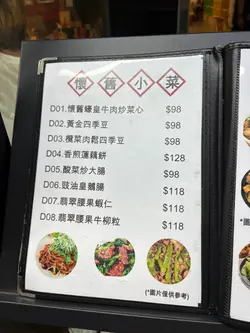 懷舊小菜
D01.懷舊蠔皇牛肉炒菜心 $98
D02.黃金四季豆 $98
D03.欖菜肉鬆四季豆 $98
D04.香煎蓮藕餅 $128
D05.酸菜炒大腸 $98
D06.豉油皇鵝腸 $118
D07.翡翠腰果蝦仁 $118
D08.翡翠腰果牛柳粒 $118
*(圖片僅供參考)